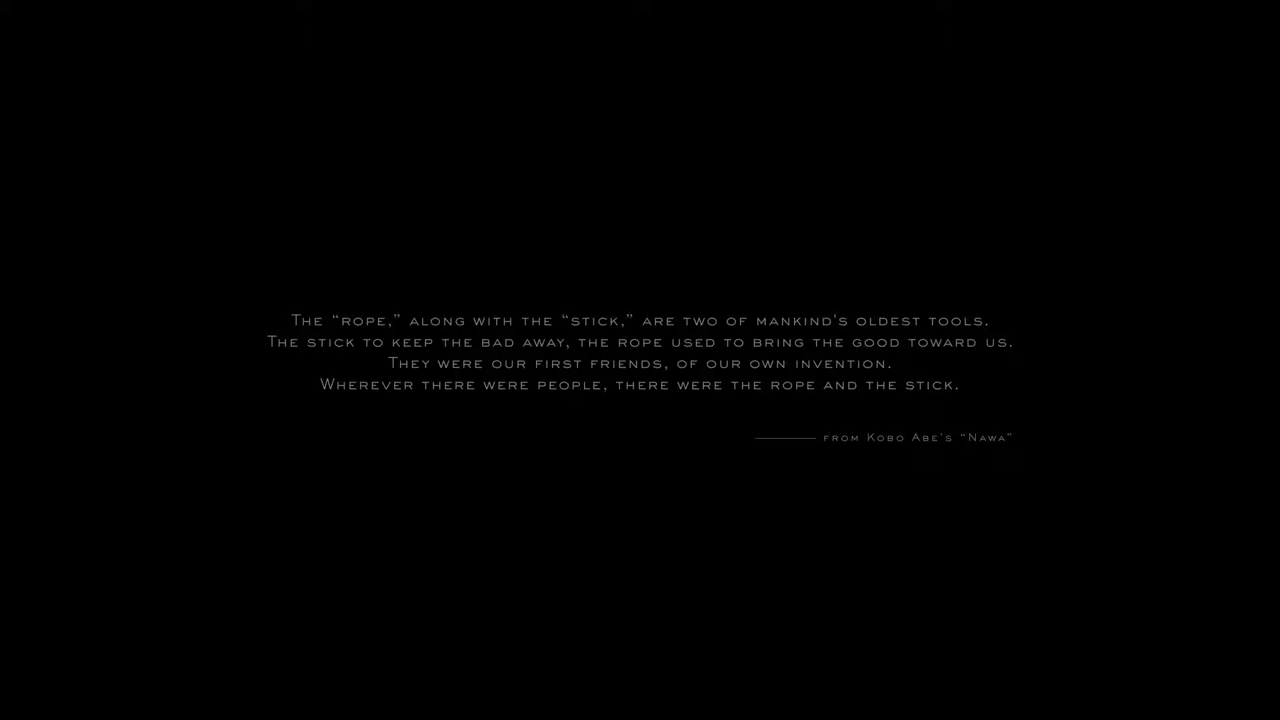 The “rope,” along with the “stick,” are two of mankind's oldest tools.
The stick to keep the bad away, the rope used to bring the good toward us.
They were our first friends, of our own invention.
Wherever there were people, there were the rope and the stick.
——— from Kobo Abe's “Nawa”